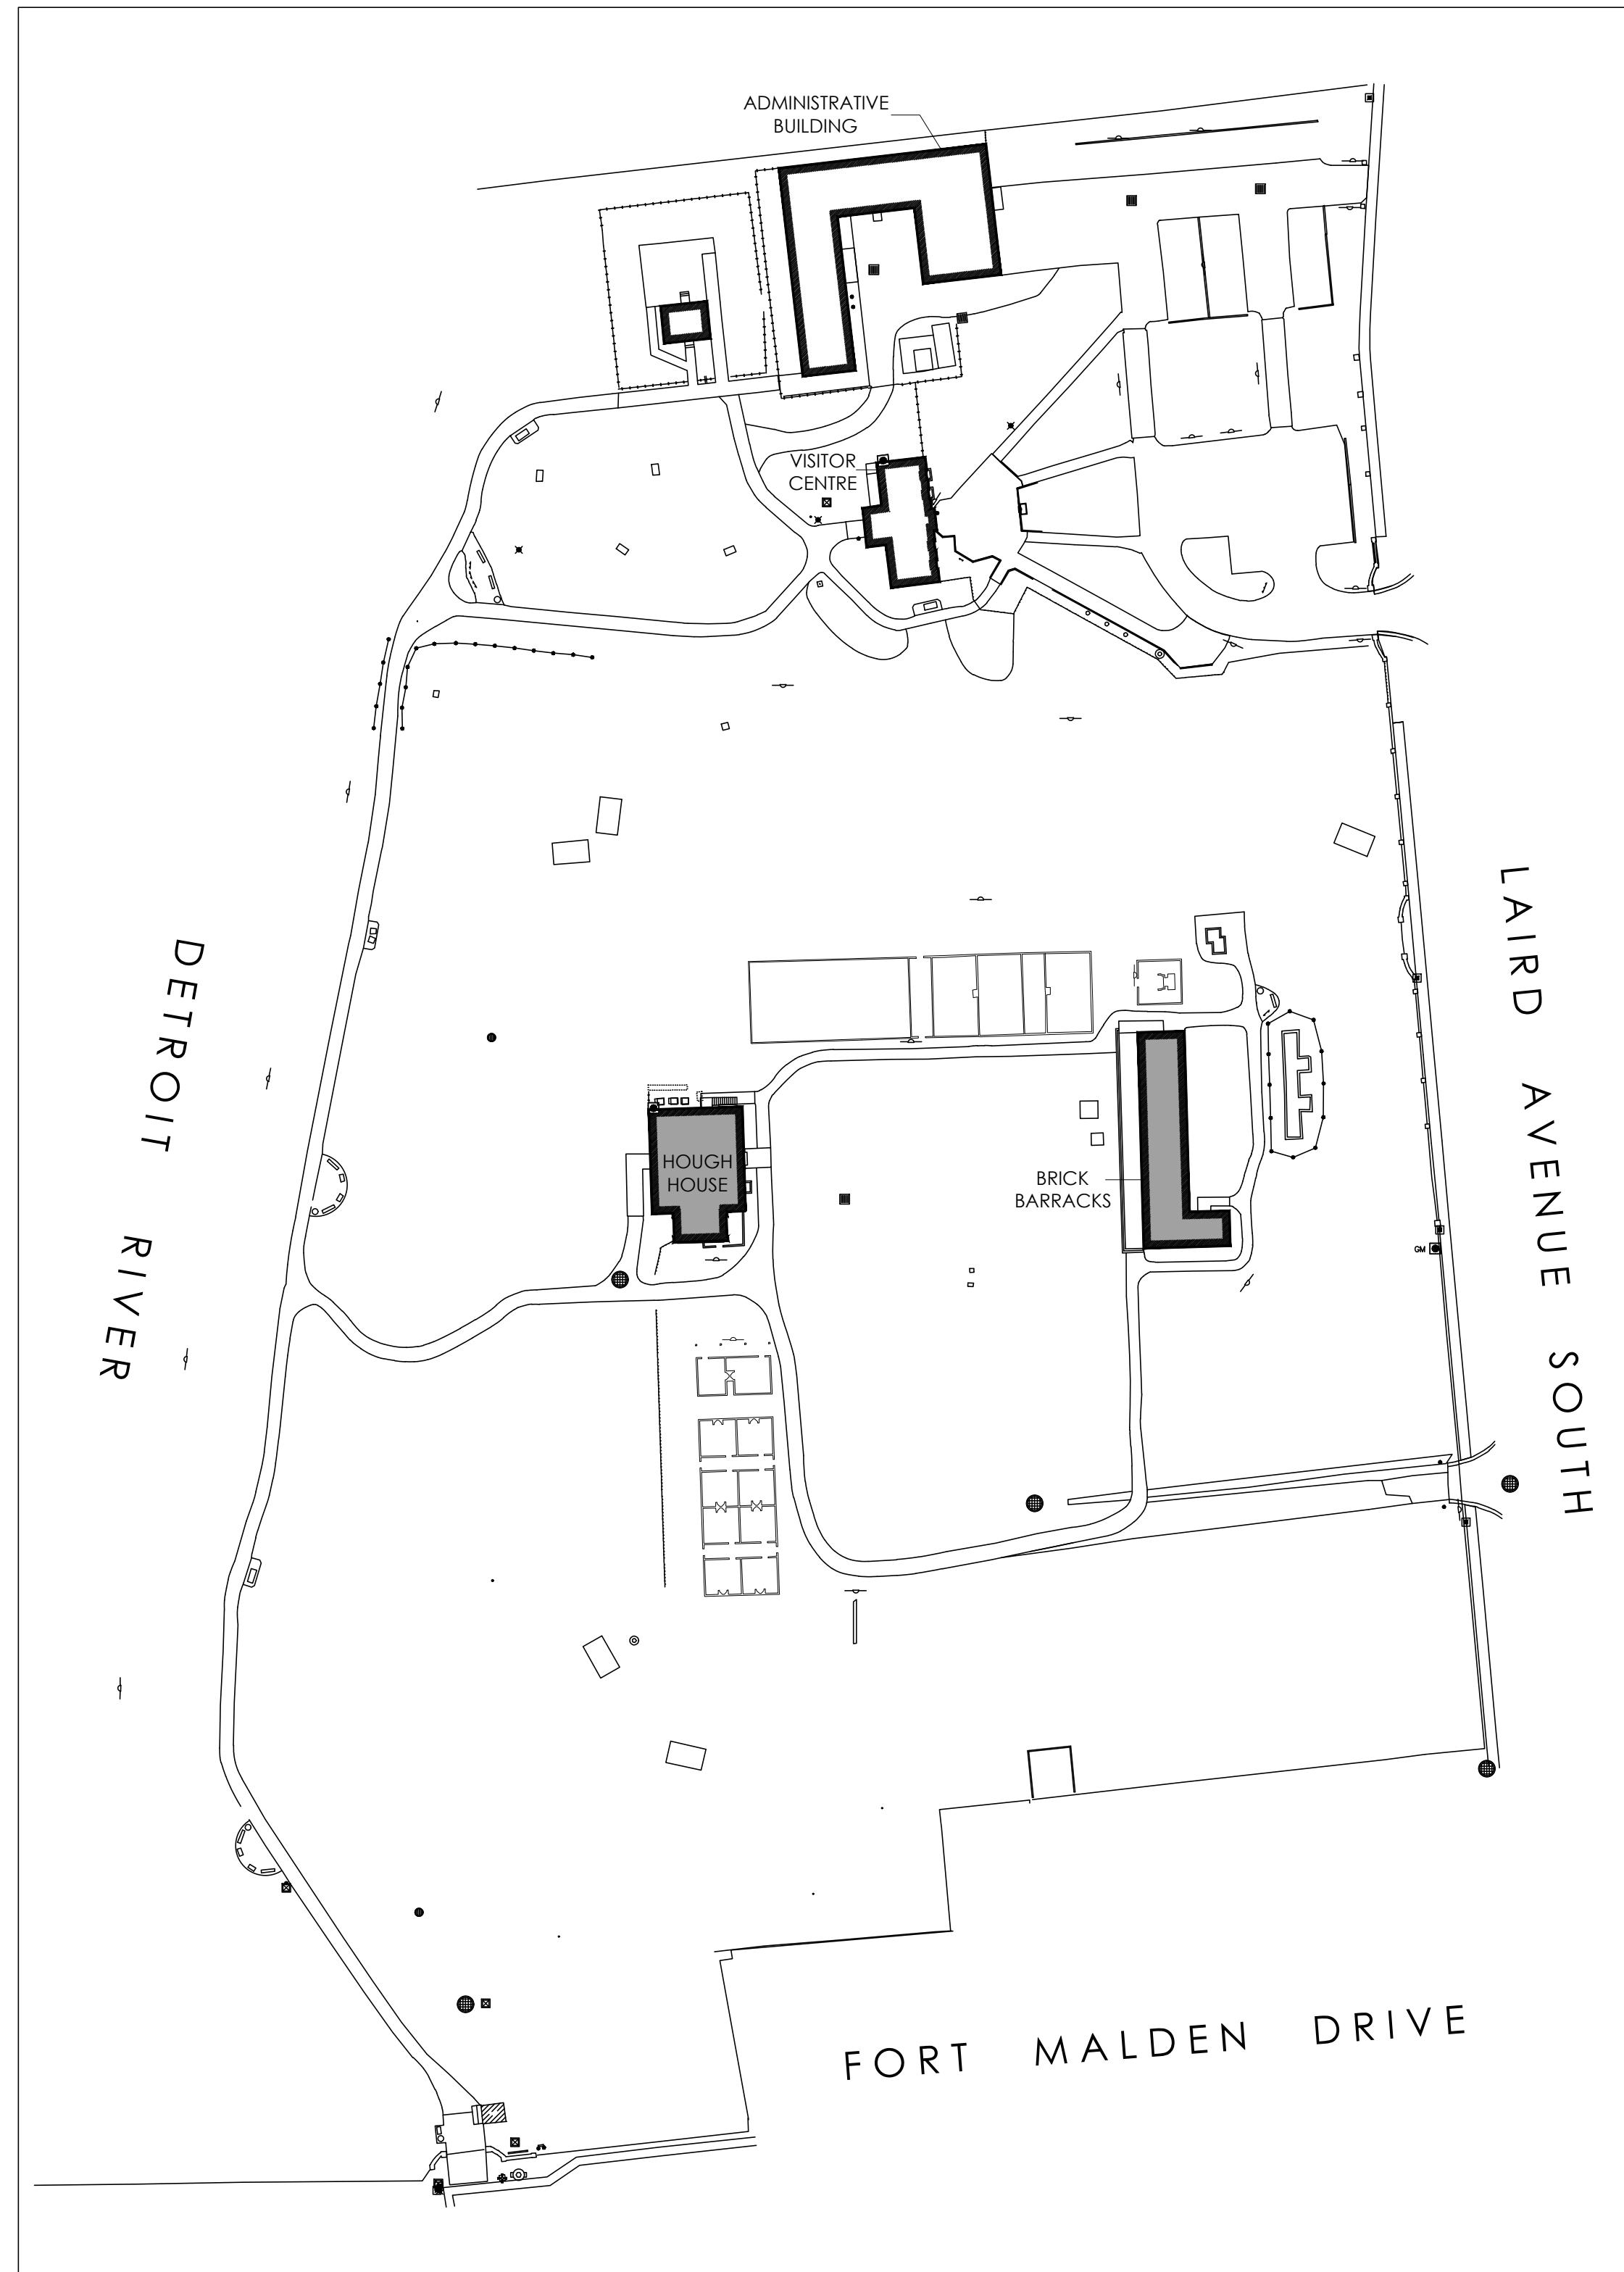 ADMINISTRATIVE
BUILDING
VISITOR
CENTRE
DETROIT RIVER
LAIRD AVENUE SOUTH
HOUGH
HOUSE
BRICK
BARRACKS
GM
FORT MALDEN DRIVE